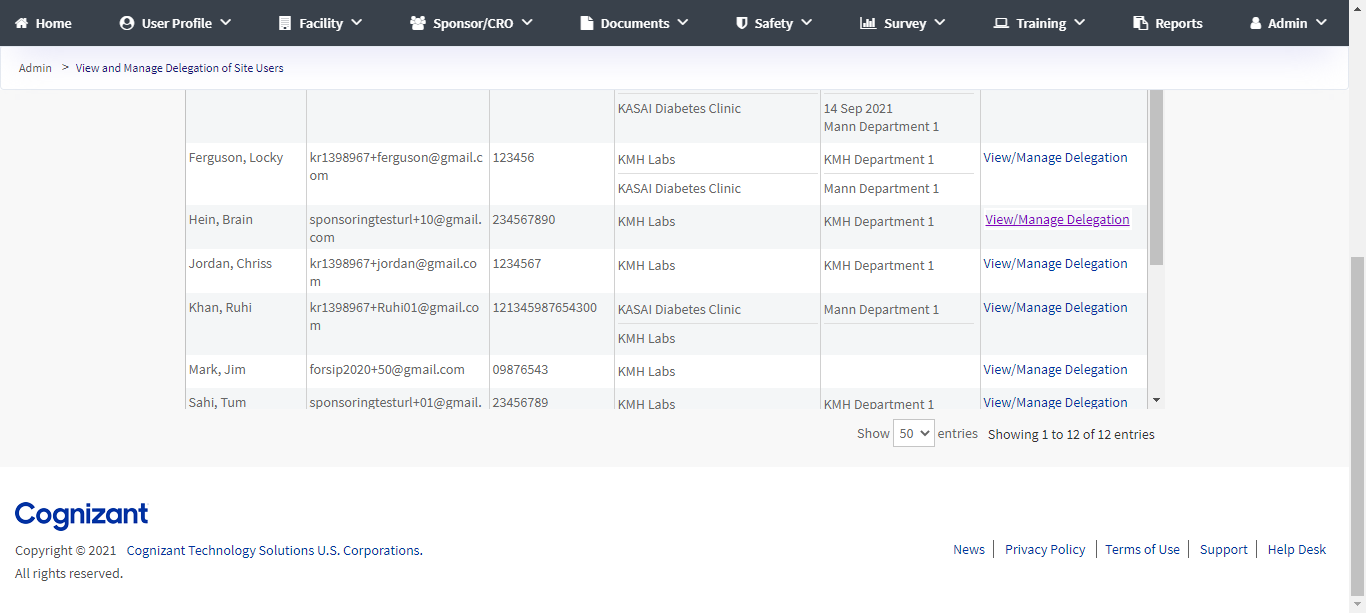 Home User Profile Facility Sponsor/CRO Documents Safety Survey Training Reports Admin
Admin > View and Manage Delegation of Site Users
KASAI Diabetes Clinic 14 Sep 2021
Mann Department 1
Ferguson, Locky kr1398967+ferguson@gmail.c 123456 KMH Labs KMH Department 1 View/Manage Delegation
om
KASAI Diabetes Clinic Mann Department 1
Hein, Brain sponsoringtesturl+10@gmail. 234567890 KMH Labs KMH Department 1 View/Manage Delegation
com
Jordan, Chriss kr1398967+jordan@gmail.co 1234567 KMH Labs KMH Department 1 View/Manage Delegation
m
Khan, Ruhi kr1398967+Ruhi01@gmail.co 121345987654300 KASAI Diabetes Clinic Mann Department 1 View/Manage Delegation
m
KMH Labs
Mark, Jim forsip2020+50@gmail.com 09876543 KMH Labs View/Manage Delegation
Sahi, Tum sponsoringtesturl+01@gmail. 23456789 KMH Labs KMH Department 1 View/Manage Delegation
Show 50 entries Showing 1 to 12 of 12 entries
Cognizant
Copyright © 2021 Cognizant Technology Solutions U.S. Corporations.
All rights reserved.
News Privacy Policy Terms of Use Support Help Desk